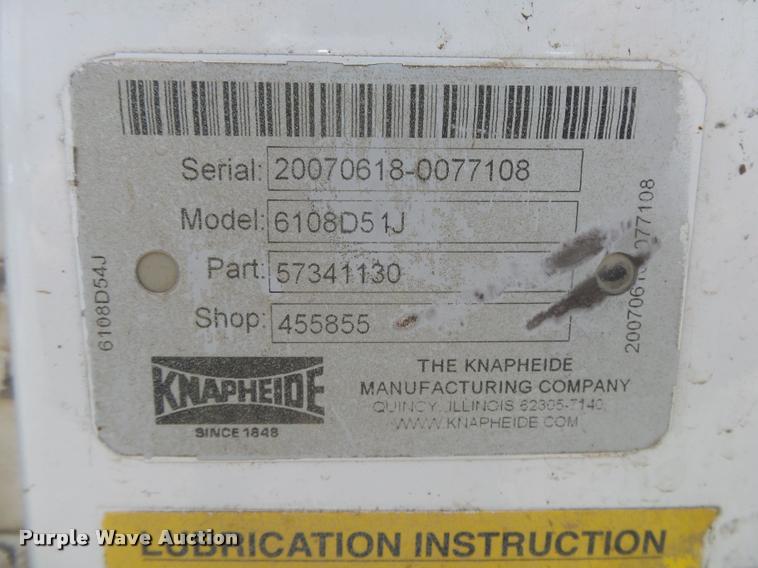 Serial: 20070618-0077108
Model: 6108D51J
Part: 57341130
Shop: 455855
6108D54J
20070618-0077108
KNAPHEIDE
SINCE 1848
THE KNAPHEIDE
MANUFACTURING COMPANY
QUINCY, ILLINOIS 62305-7140
WWW.KNAPHEIDE.COM
LUBRICATION INSTRUCTION
Purple Wave Auction